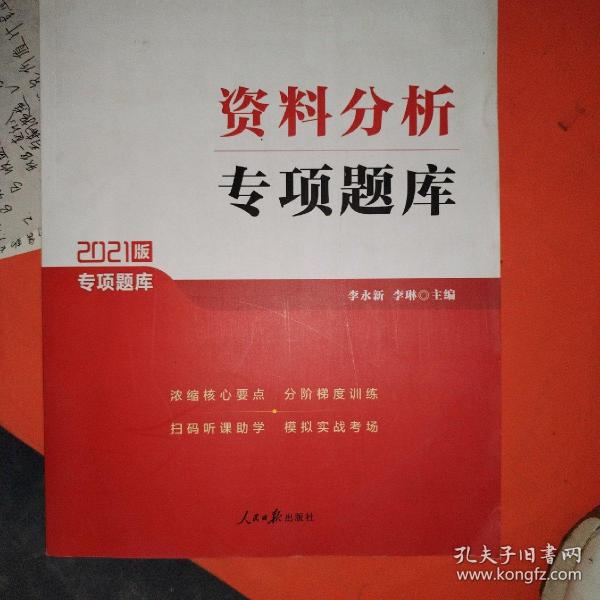 资料分析
专项题库
2021版
专项题库
李永新 李琳◎主编
浓缩核心要点 分阶梯度训练
扫码听课助学 模拟实战考场
人民日报出版社
孔夫子旧书网
www.kongfz.com